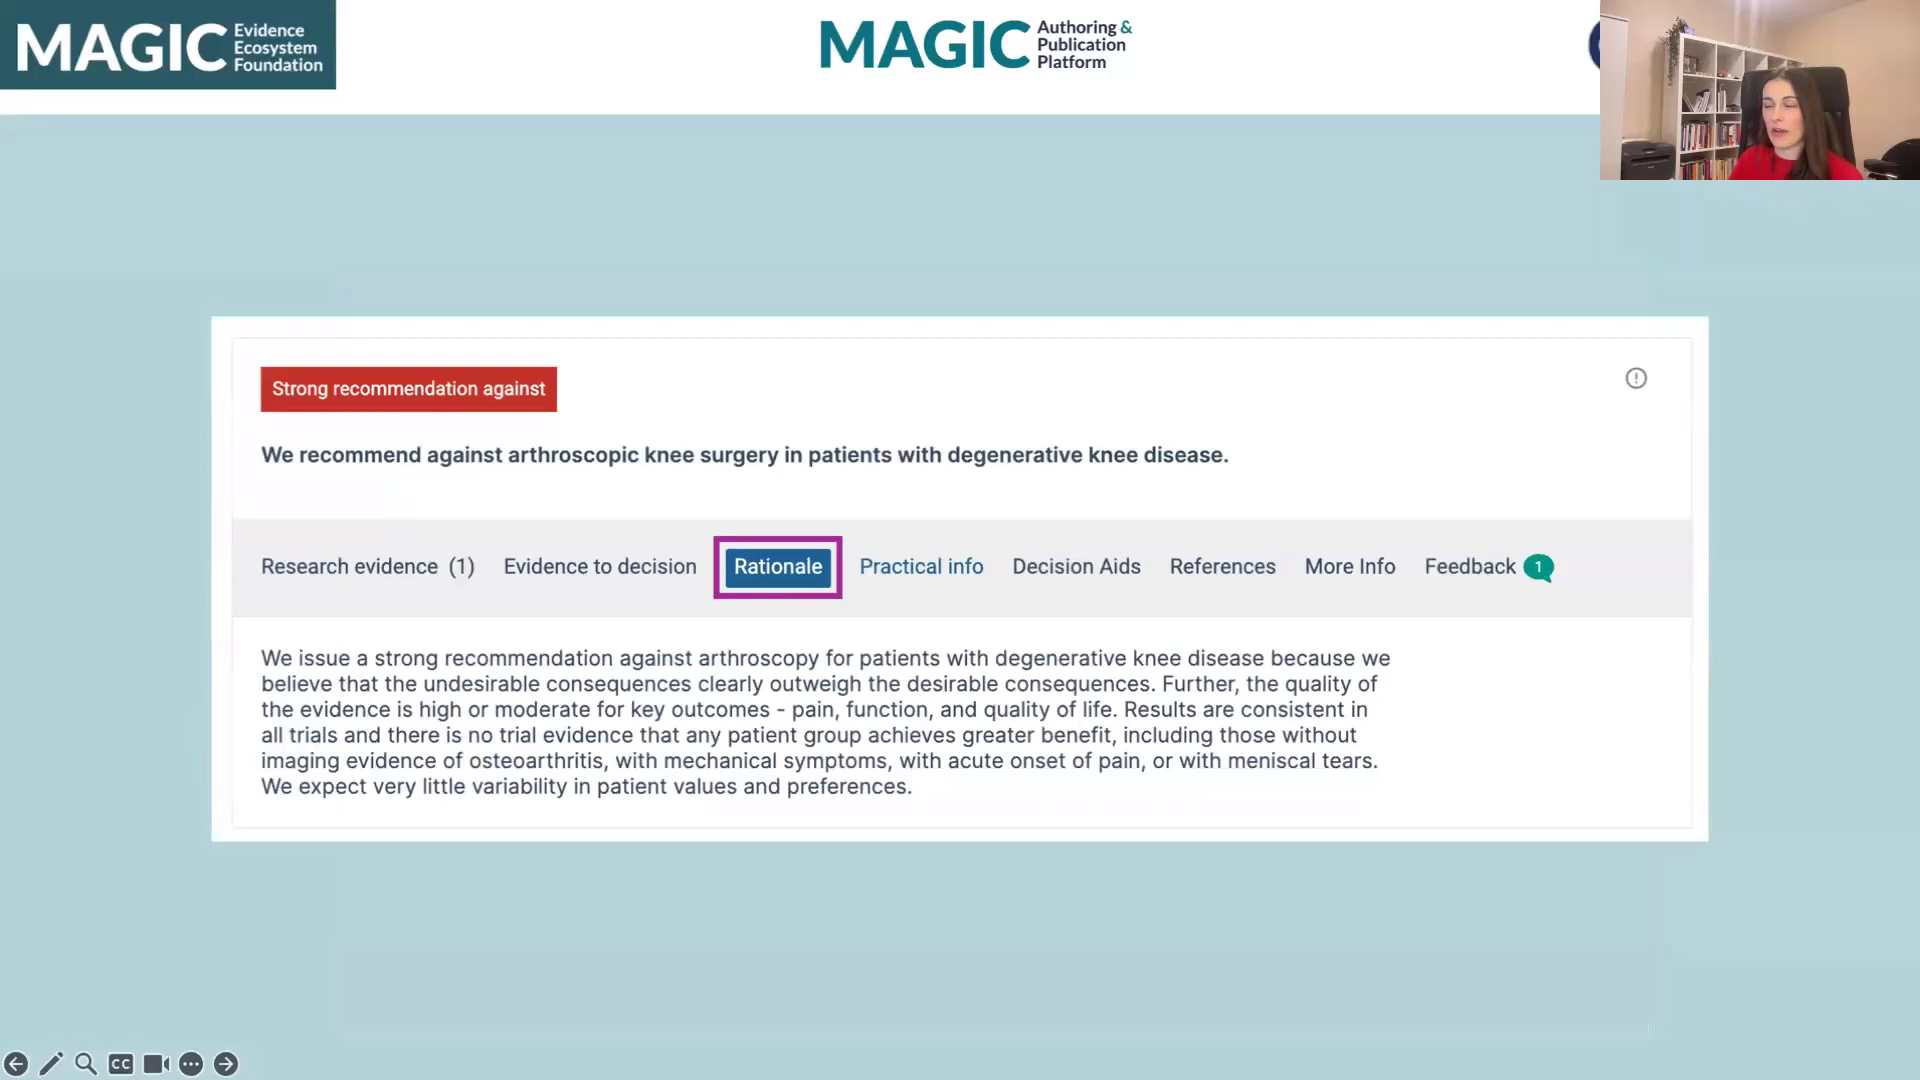 MAGIC Evidence
Ecosystem
Foundation
MAGIC Authoring &
Publication
Platform
Strong recommendation against
We recommend against arthroscopic knee surgery in patients with degenerative knee disease.
Research evidence (1) Evidence to decision Rationale Practical info Decision Aids References More Info Feedback 1
We issue a strong recommendation against arthroscopy for patients with degenerative knee disease because we
believe that the undesirable consequences clearly outweigh the desirable consequences. Further, the quality of
the evidence is high or moderate for key outcomes - pain, function, and quality of life. Results are consistent in
all trials and there is no trial evidence that any patient group achieves greater benefit, including those without
imaging evidence of osteoarthritis, with mechanical symptoms, with acute onset of pain, or with meniscal tears.
We expect very little variability in patient values and preferences.
CC